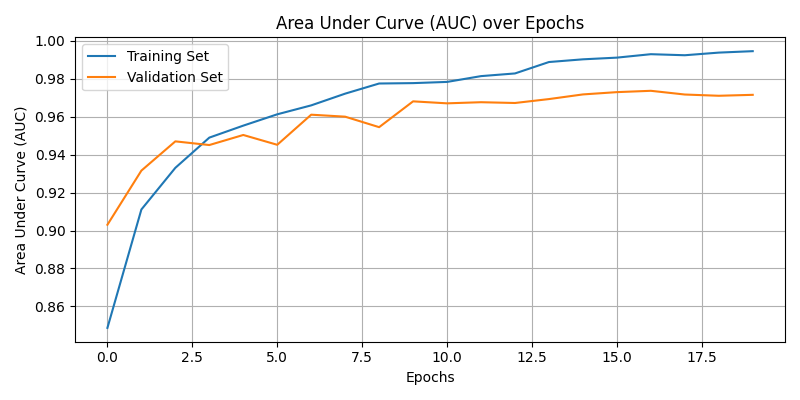 Area Under Curve (AUC) over Epochs
Training Set
Validation Set
Area Under Curve (AUC)
1.00
0.98
0.96
0.94
0.92
0.90
0.88
0.86
0.0 2.5 5.0 7.5 10.0 12.5 15.0 17.5
Epochs